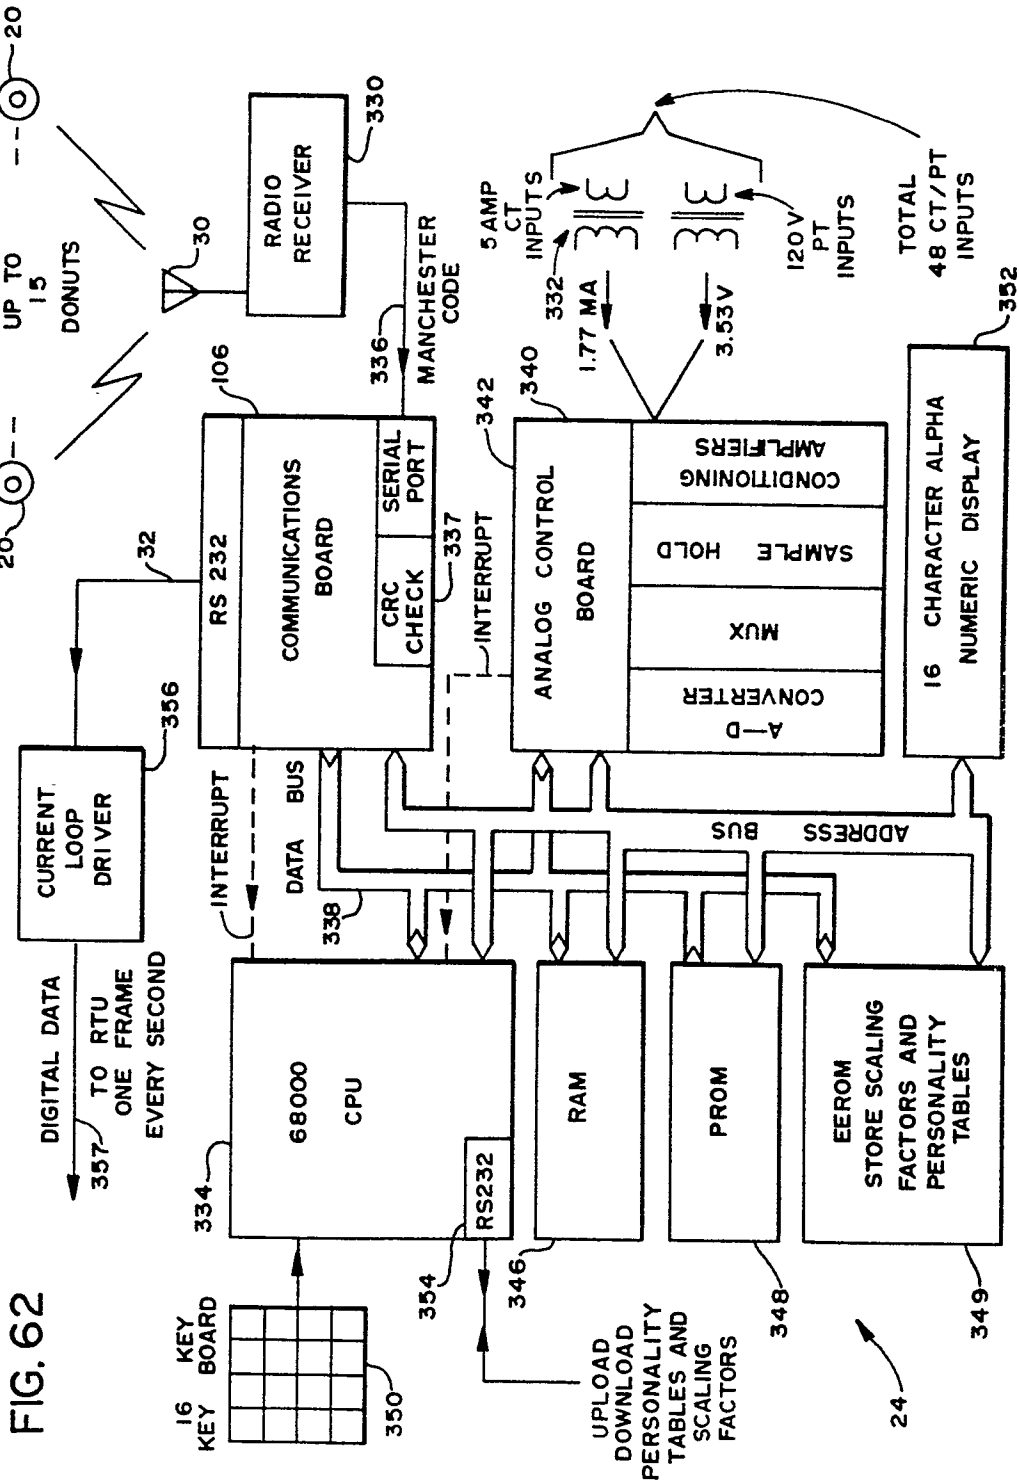 FIG. 62
16 KEY
KEY BOARD
350
334
68000
CPU
RS232
354
UPLOAD
DOWNLOAD
PERSONALITY
TABLES AND
SCALING
FACTORS
346
RAM
348
PROM
349
EEROM
STORE SCALING
FACTORS AND
PERSONALITY
TABLES
24
DIGITAL DATA
357
TO RTU
ONE FRAME
EVERY SECOND
CURRENT
LOOP
DRIVER
356
32
INTERRUPT
DATA BUS
338
ADDRESS BUS
RS 232
106
COMMUNICATIONS
BOARD
CRC
CHECK
SERIAL
PORT
337
INTERRUPT
20
UP TO
15
DONUTS
20
30
RADIO
RECEIVER
330
336
MANCHESTER
CODE
342
340
ANALOG CONTROL
BOARD
A—D
CONVERTER
MUX
SAMPLE HOLD
CONDITIONING
AMPLIFIERS
5 AMP
CT
INPUTS
332
1.77 MA
3.53V
120 V
PT
INPUTS
TOTAL
48 CT/PT
INPUTS
352
16 CHARACTER ALPHA
NUMERIC DISPLAY